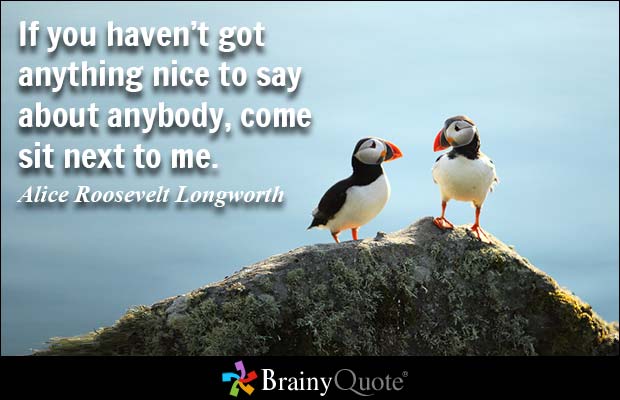 If you haven't got
anything nice to say
about anybody, come
sit next to me.
Alice Roosevelt Longworth
BrainyQuote®